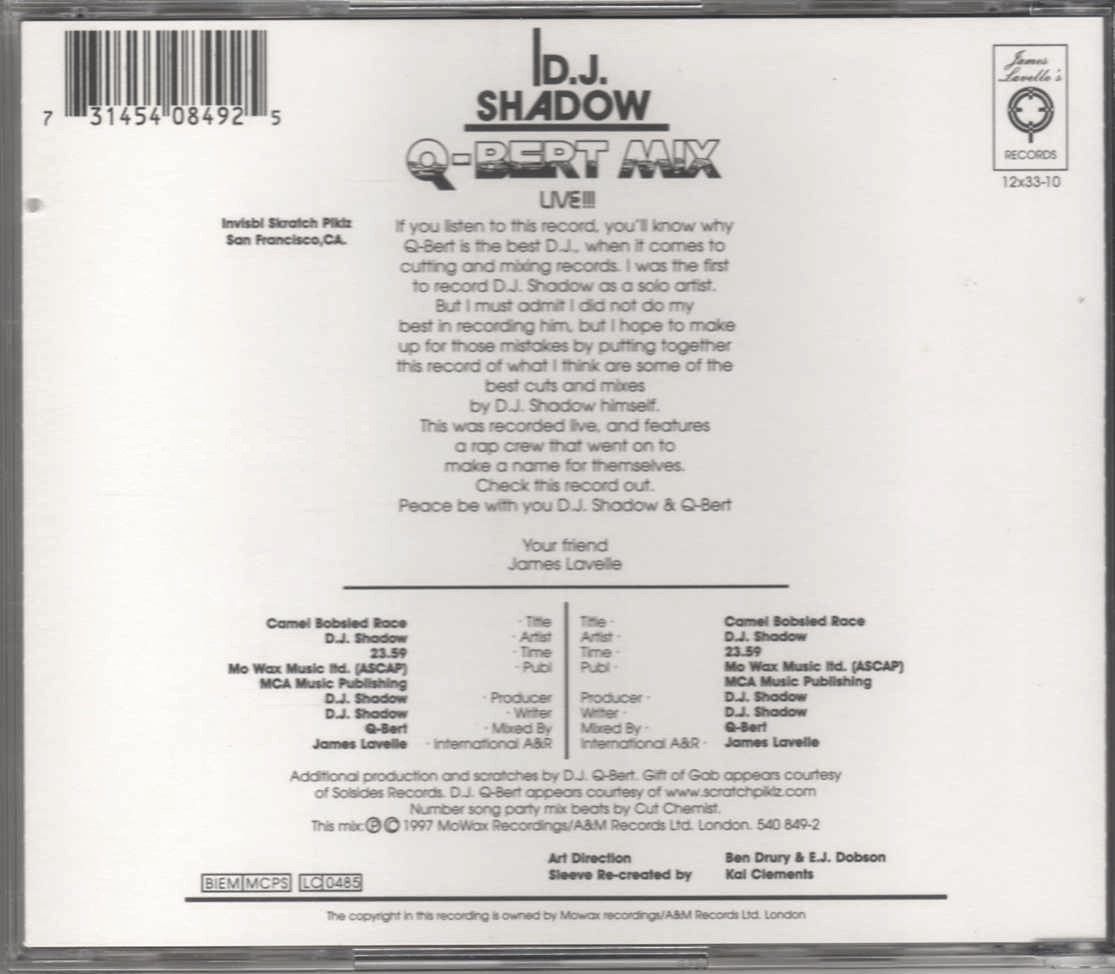 7 31454 08492 5
D.J.
SHADOW
Q-BERT MIX
LIVE!!!
James
Lavelle's
RECORDS
12x33-10
Invisbl Skratch Piklz
San Francisco,CA.
If you listen to this record, you'll know why
Q-Bert is the best D.J., when it comes to
cutting and mixing records. I was the first
to record D.J. Shadow as a solo artist.
But I must admit I did not do my
best in recording him, but I hope to make
up for those mistakes by putting together
this record of what I think are some of the
best cuts and mixes
by D.J. Shadow himself.
This was recorded live, and features
a rap crew that went on to
make a name for themselves.
Check this record out.
Peace be with you D.J. Shadow & Q-Bert
Your friend
James Lavelle
Camel Bobsled Race · Title Title · Camel Bobsled Race
D.J. Shadow · Artist Artist · D.J. Shadow
23.59 · Time Time · 23.59
Mo Wax Music ltd. (ASCAP) · Publ Publ · Mo Wax Music ltd. (ASCAP)
MCA Music Publishing MCA Music Publishing
D.J. Shadow · Producer Producer · D.J. Shadow
D.J. Shadow · Writer Writer · D.J. Shadow
Q-Bert · Mixed By Mixed By · Q-Bert
James Lavelle · International A&R International A&R · James Lavelle
Additional production and scratches by D.J. Q-Bert. Gift of Gab appears courtesy
of Solsides Records. D.J. Q-Bert appears courtesy of www.scratchpiklz.com
Number song party mix beats by Cut Chemist.
This mix:℗© 1997 MoWax Recordings/A&M Records Ltd. London. 540 849-2
Art Direction Ben Drury & E.J. Dobson
Sleeve Re-created by Kai Clements
BIEM MCPS LC 0485
The copyright in this recording is owned by Mowax recordings/A&M Records Ltd. London